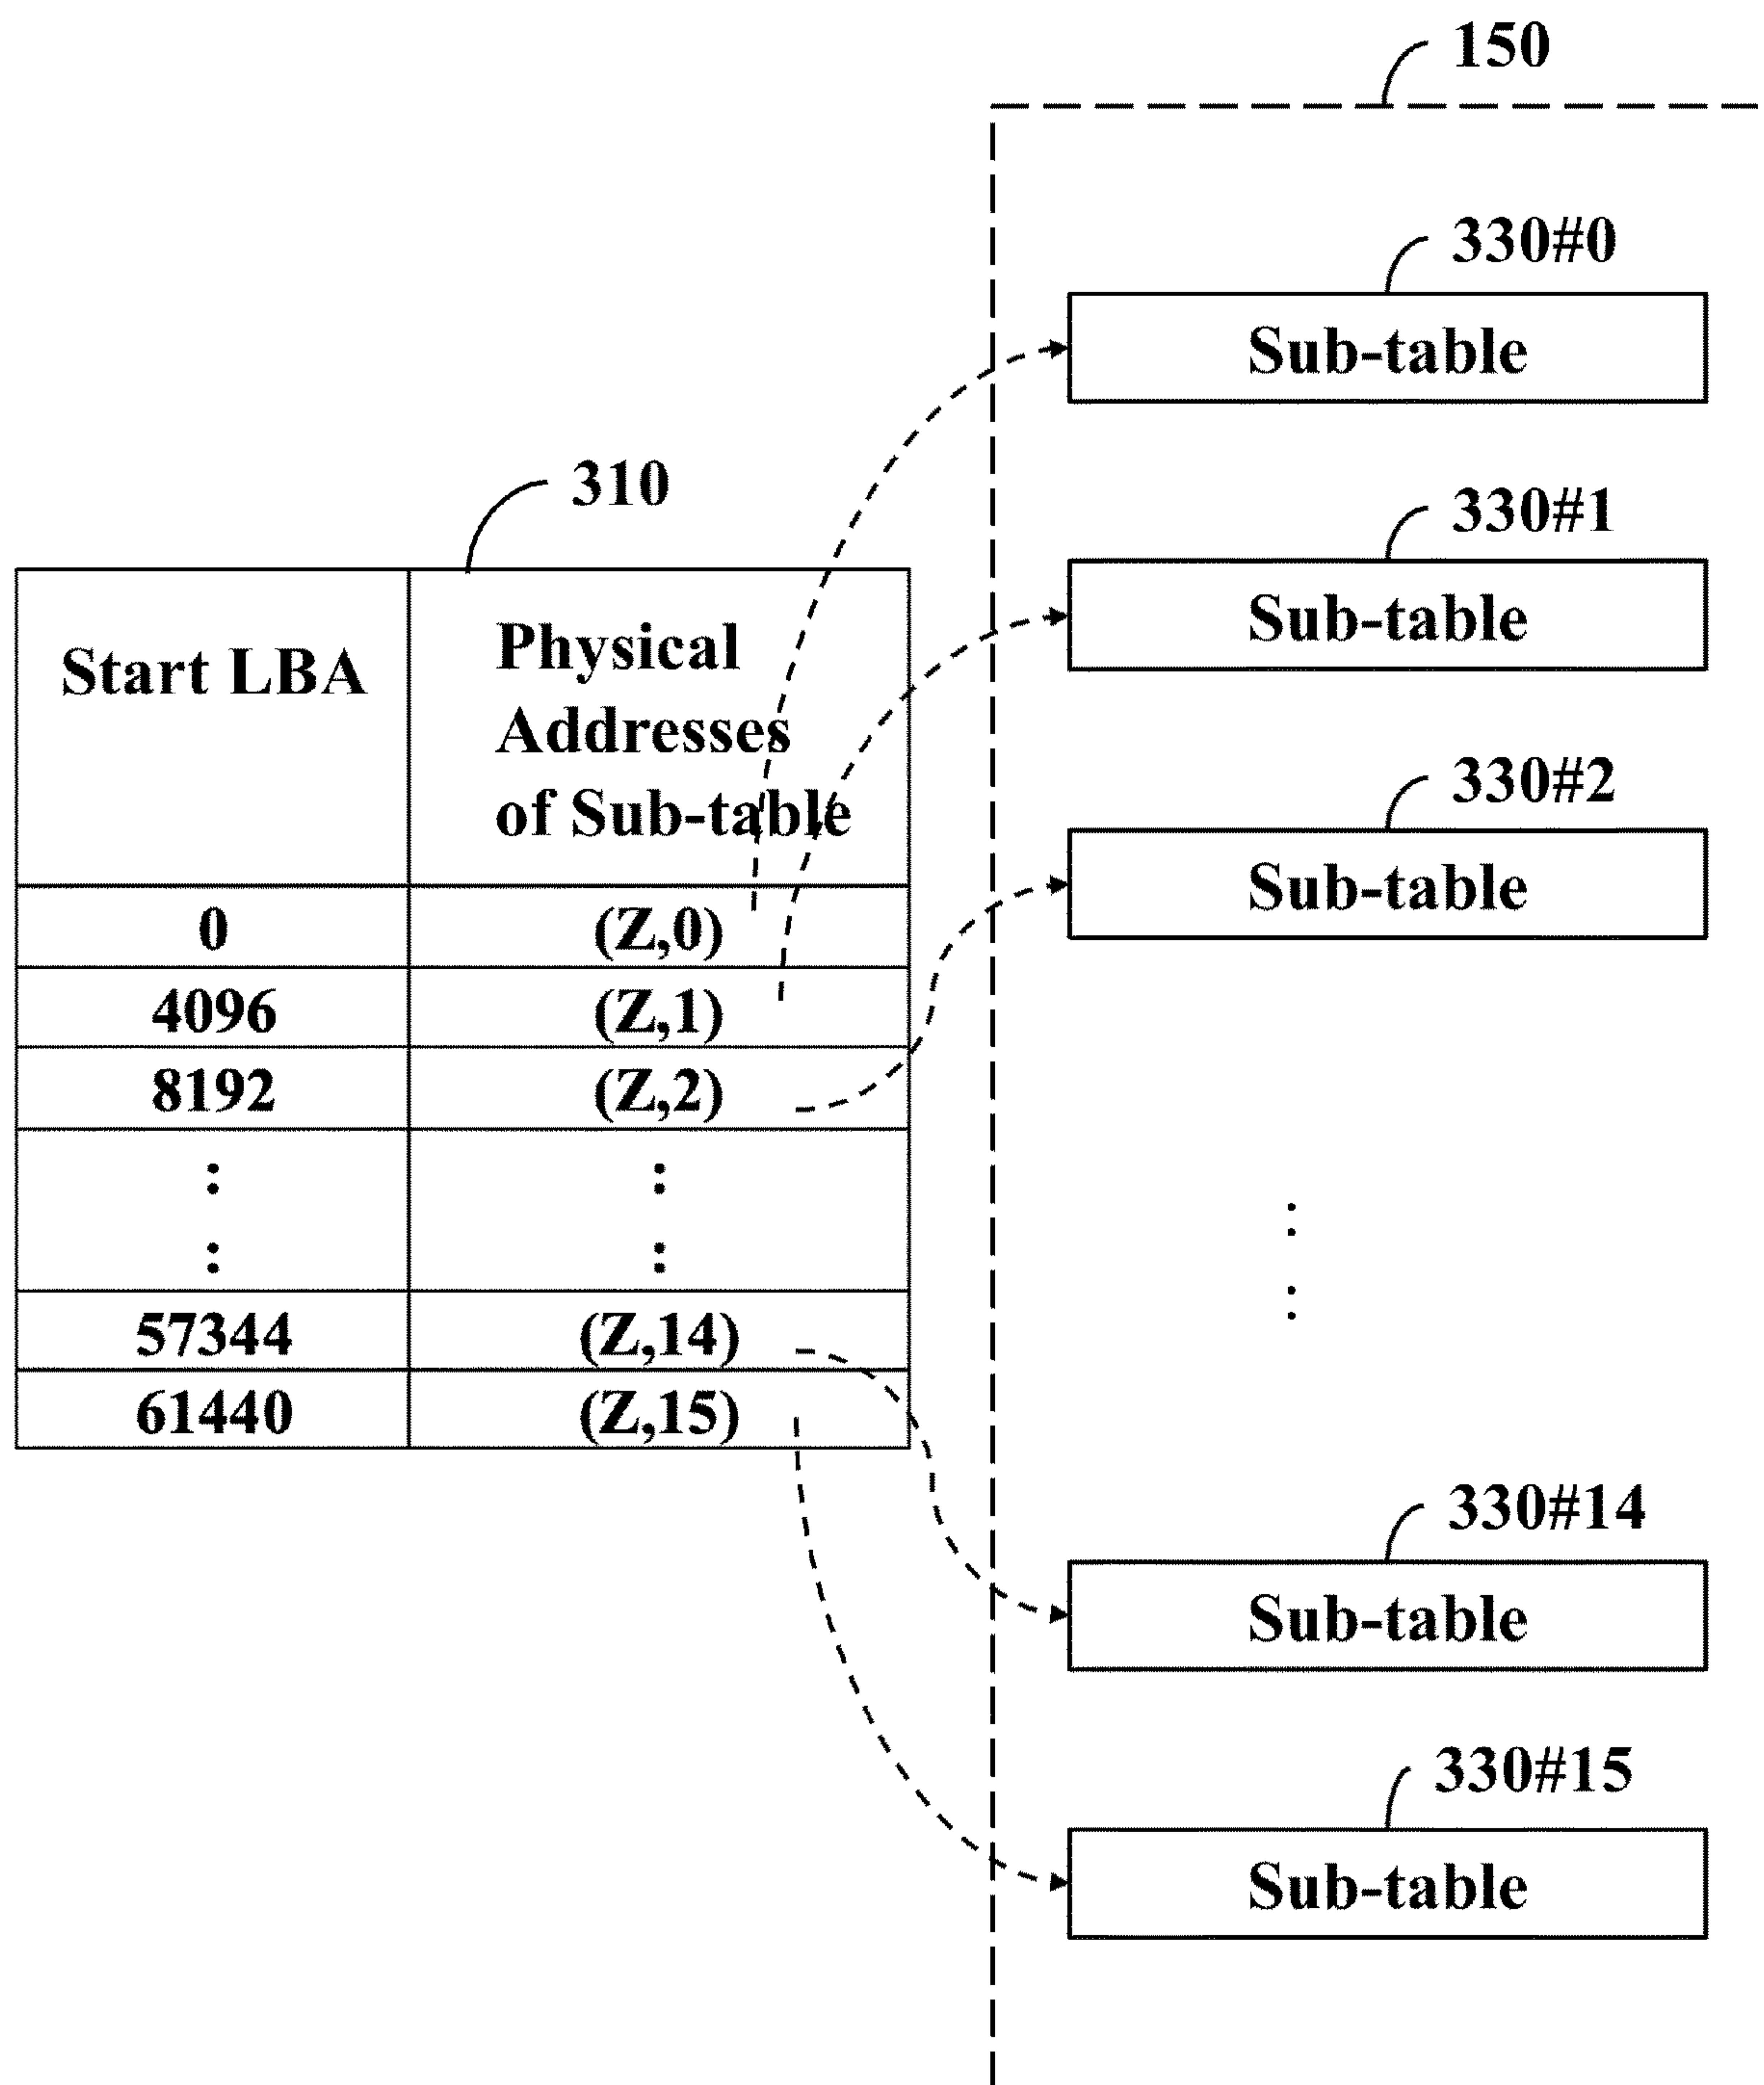 150
330#0
Sub-table
330#1
Sub-table
330#2
Sub-table
310
Start LBA
Physical
Addresses
of Sub-table
0 (Z,0)
4096 (Z,1)
8192 (Z,2)
: :
: :
57344 (Z,14)
61440 (Z,15)
:
:
330#14
Sub-table
330#15
Sub-table